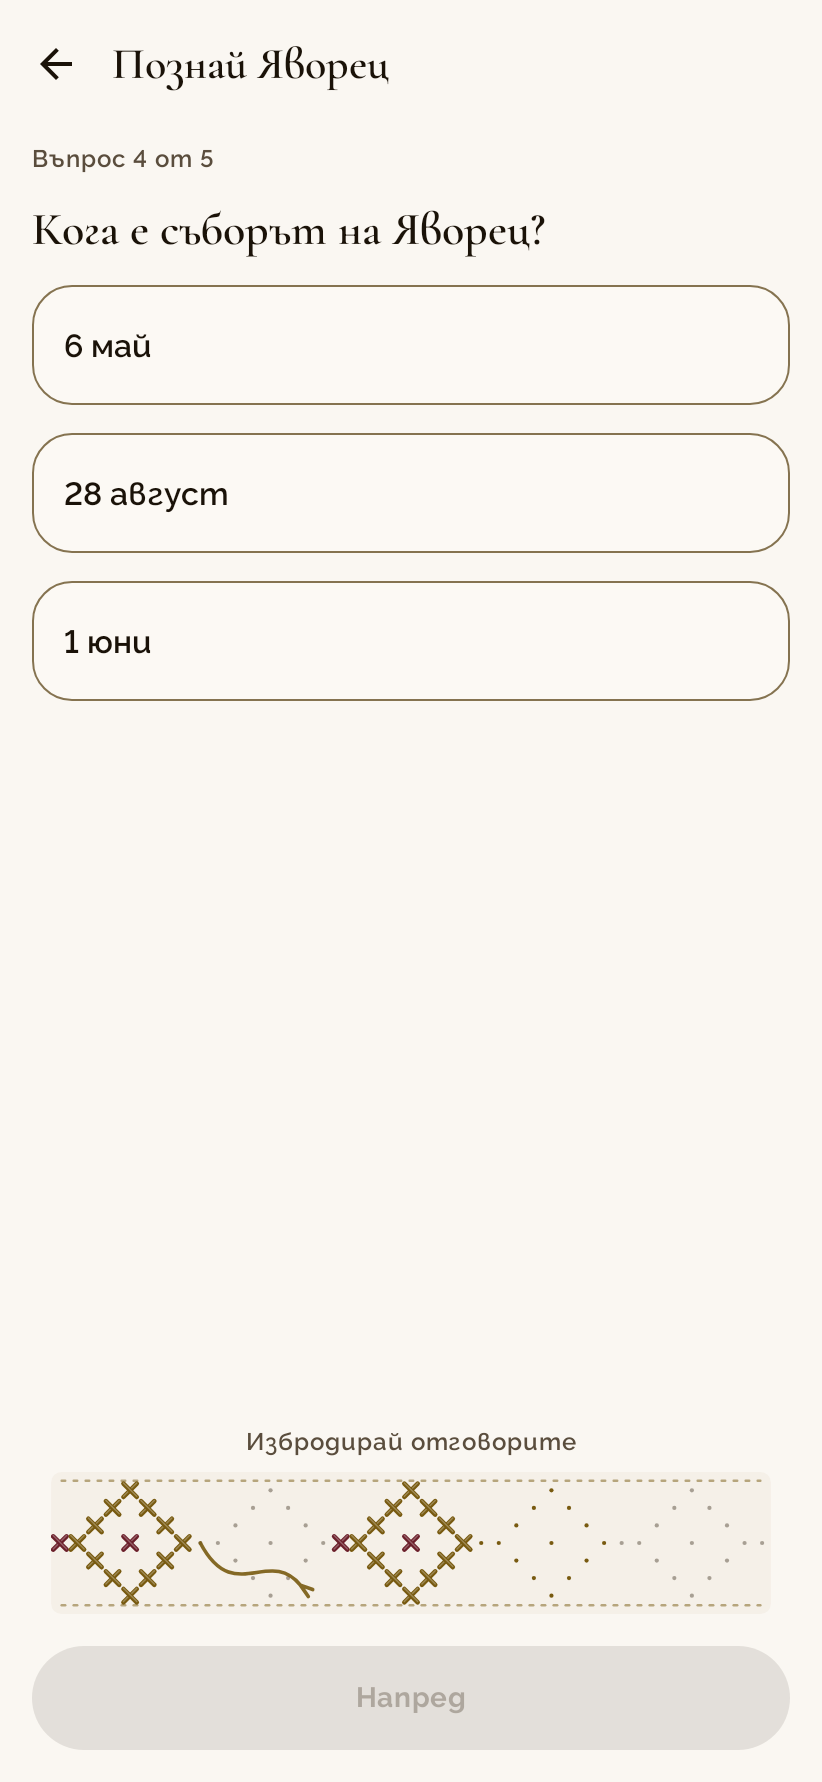 Познай Яворец
Въпрос 4 от 5
Кога е съборът на Яворец?
6 май
28 август
1 юни
Избродирай отговорите
Напред